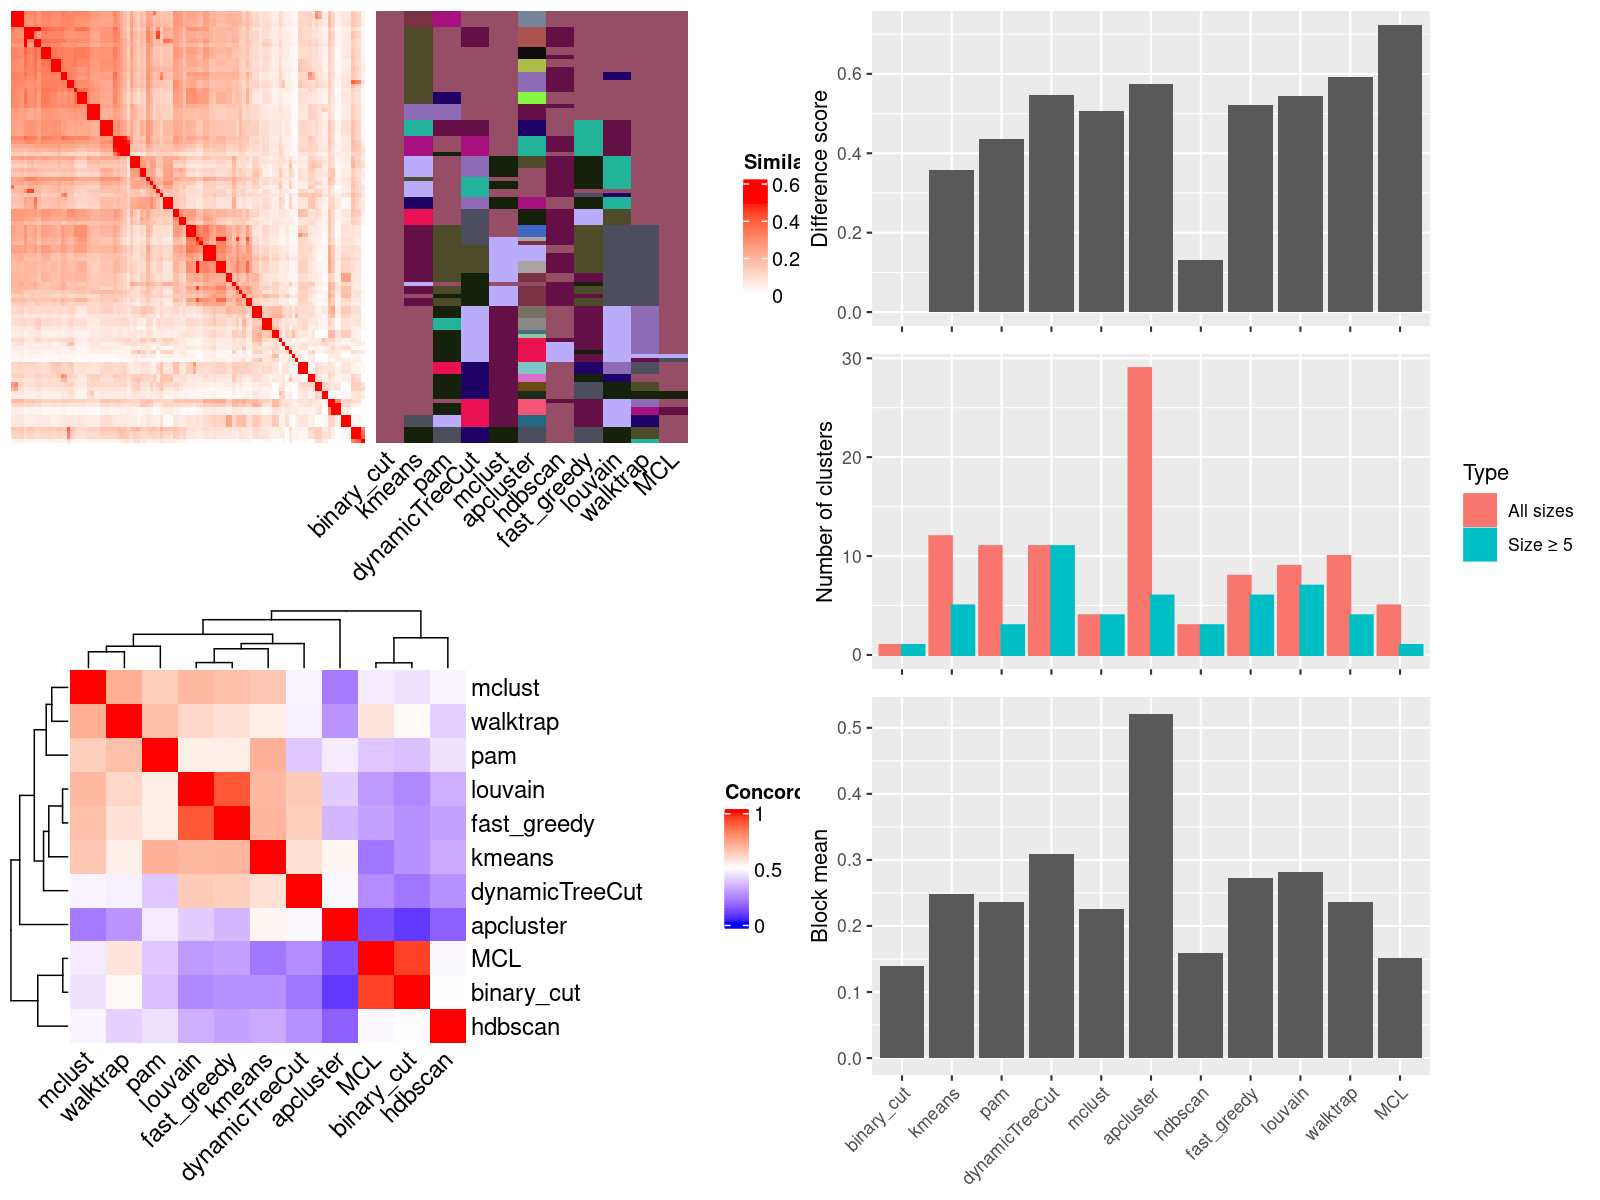 Simila
0.6
0.4
0.2
0
binary_cut
kmeans
pam
dynamicTreeCut
mclust
apcluster
hdbscan
fast_greedy
louvain
walktrap
MCL
mclust
walktrap
pam
louvain
fast_greedy
kmeans
dynamicTreeCut
apcluster
MCL
binary_cut
hdbscan
mclust
walktrap
pam
louvain
fast_greedy
kmeans
dynamicTreeCut
apcluster
MCL
binary_cut
hdbscan
Concord
1
0.5
0
Difference score
0.6
0.4
0.2
0.0
Number of clusters
30
20
10
0
Type
All sizes
Size ≥ 5
Block mean
0.5
0.4
0.3
0.2
0.1
0.0
binary_cut
kmeans
pam
dynamicTreeCut
mclust
apcluster
hdbscan
fast_greedy
louvain
walktrap
MCL